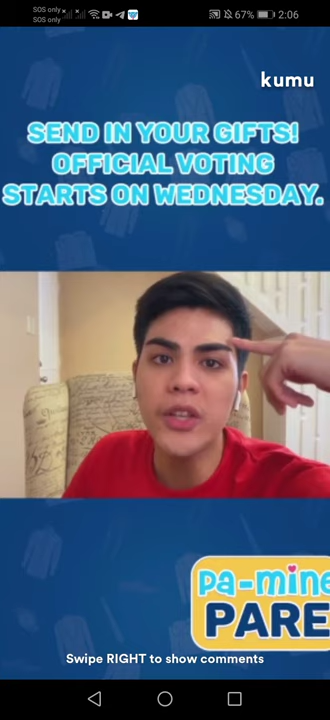 SOS only
SOS only
67% 2:06
kumu
SEND IN YOUR GIFTS!
OFFICIAL VOTING
STARTS ON WEDNESDAY.
pa-mine
PARE
Swipe RIGHT to show comments